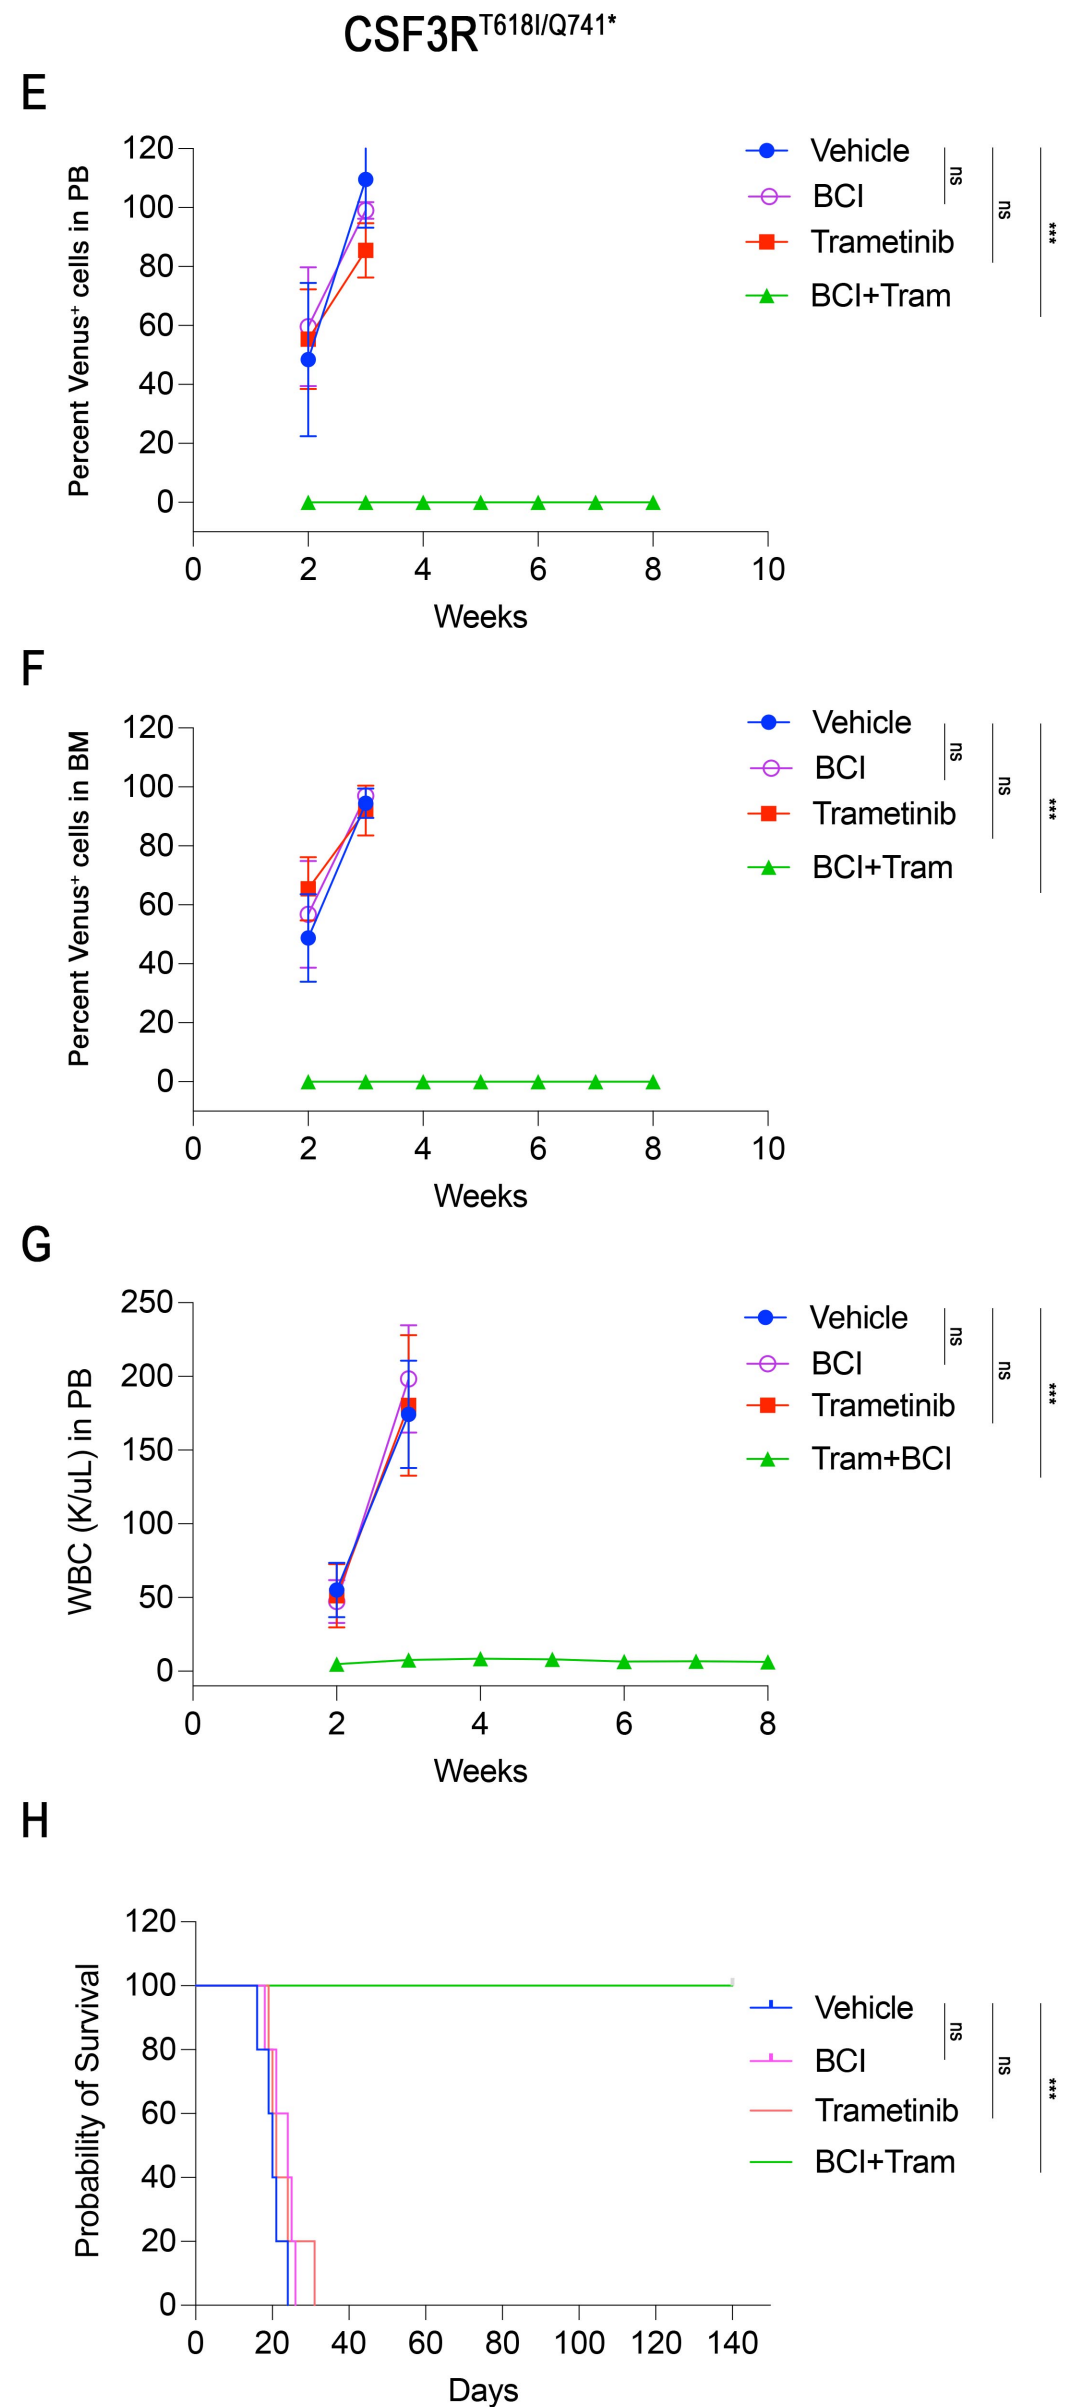 CSF3RT618I/Q741*
E
Percent Venus+ cells in PB
120
100
80
60
40
20
0
0 2 4 6 8 10
Weeks
Vehicle
BCI
Trametinib
BCI+Tram
ns
ns
***
F
Percent Venus+ cells in BM
120
100
80
60
40
20
0
0 2 4 6 8 10
Weeks
Vehicle
BCI
Trametinib
BCI+Tram
ns
ns
***
G
WBC (K/uL) in PB
250
200
150
100
50
0
0 2 4 6 8
Weeks
Vehicle
BCI
Trametinib
Tram+BCI
ns
ns
***
H
Probability of Survival
120
100
80
60
40
20
0
0 20 40 60 80 100 120 140
Days
Vehicle
BCI
Trametinib
BCI+Tram
ns
ns
***